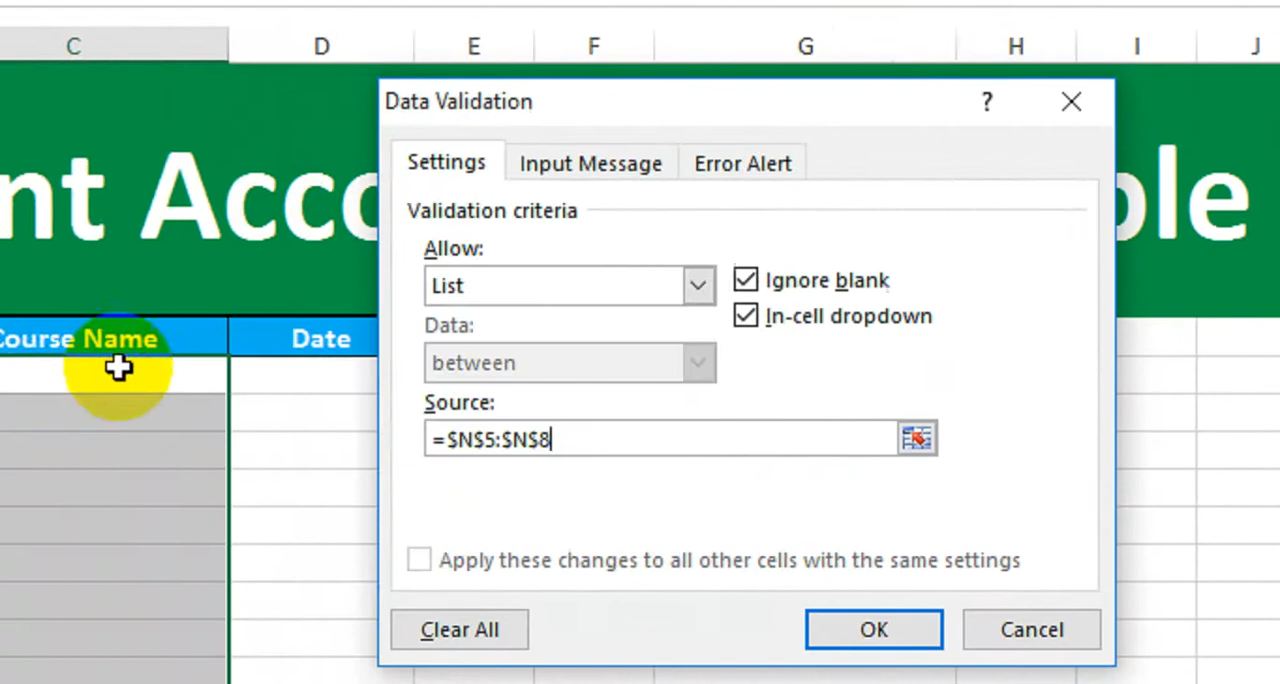 C D E F G H I J
Data Validation ?
Settings Input Message Error Alert
nt Acco ple
Validation criteria
Allow:
List
Ignore blank
In-cell dropdown
Data:
between
Course Name Date
Source:
=$N$5:$N$8
Apply these changes to all other cells with the same settings
Clear All OK Cancel